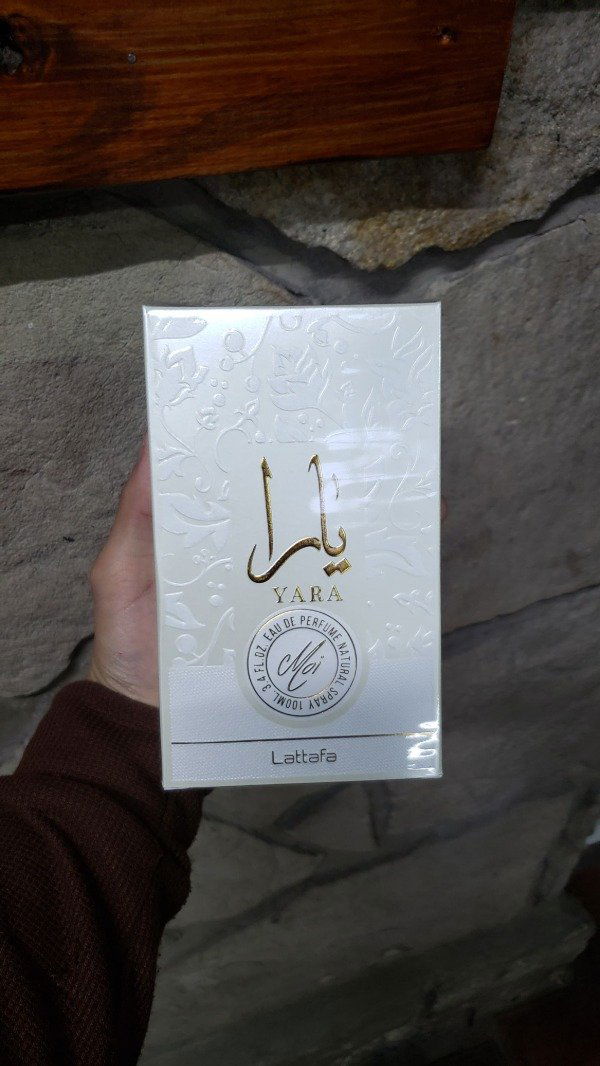 يارا
YARA
EAU DE PERFUME NATURAL SPRAY 100ML. 3.4 FL.OZ.
Moi
Lattafa